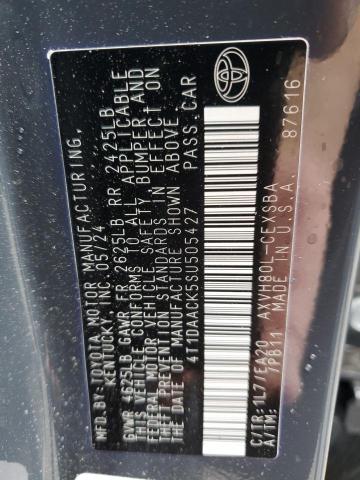 MFD. BY: TOYOTA MOTOR MANUFACTURING,
KENTUCKY, INC. 05/24
GVWR 4625LB GAWR FR 2625LB RR 2425LB
THIS VEHICLE CONFORMS TO ALL APPLICABLE
FEDERAL MOTOR VEHICLE SAFETY, BUMPER, AND
THEFT PREVENTION STANDARDS IN EFFECT ON
THE DATE OF MANUFACTURE SHOWN ABOVE.
4T1DAACK5SU505427 PASS. CAR
C/TR: 1L7/EA20 AXVH80L-CEXSBA
A/TM: 7PB11 MADE IN U.S.A. 87616